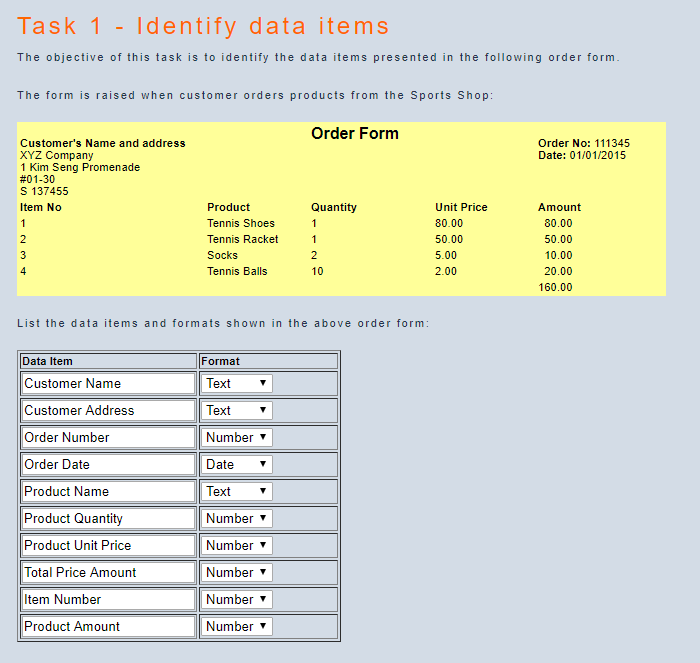 Task 1 - Identify data items
The objective of this task is to identify the data items presented in the following order form.
The form is raised when customer orders products from the Sports Shop:
Order Form
Customer's Name and address Order No: 111345
XYZ Company Date: 01/01/2015
1 Kim Seng Promenade
#01-30
S 137455
Item No Product Quantity Unit Price Amount
1 Tennis Shoes 1 80.00 80.00
2 Tennis Racket 1 50.00 50.00
3 Socks 2 5.00 10.00
4 Tennis Balls 10 2.00 20.00
160.00
List the data items and formats shown in the above order form:
Data Item Format
Customer Name Text
Customer Address Text
Order Number Number
Order Date Date
Product Name Text
Product Quantity Number
Product Unit Price Number
Total Price Amount Number
Item Number Number
Product Amount Number